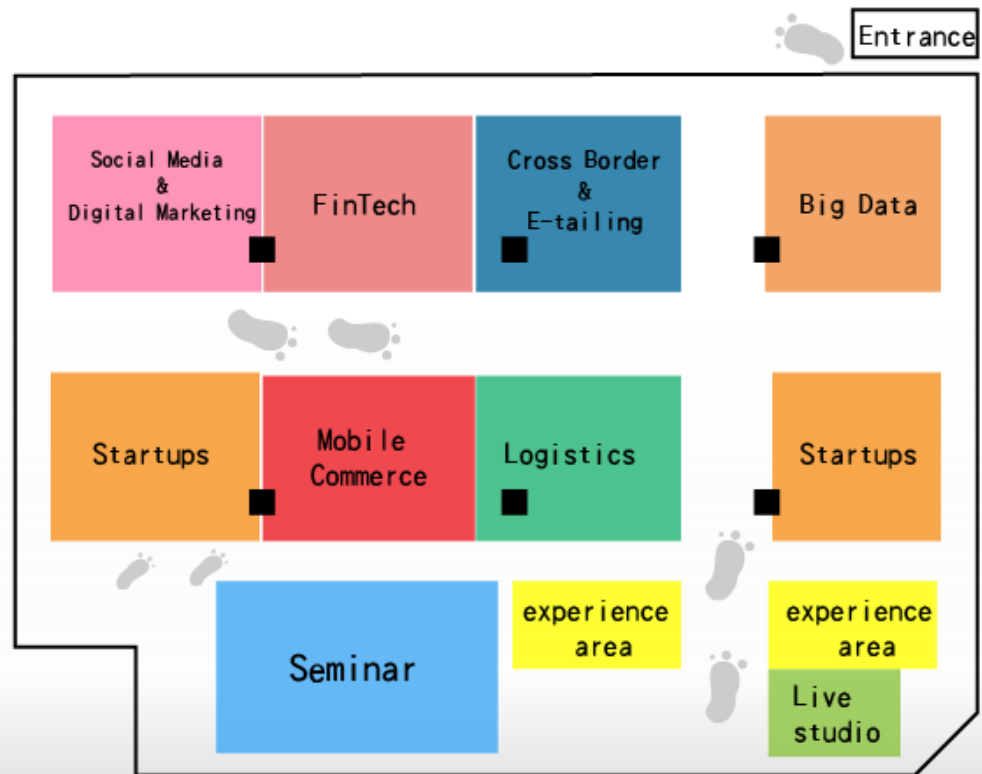 Entrance
Social Media
&
Digital Marketing
FinTech
Cross Border
&
E-tailing
Big Data
Startups
Mobile
Commerce
Logistics
Startups
Seminar
experience
area
experience
area
Live
studio